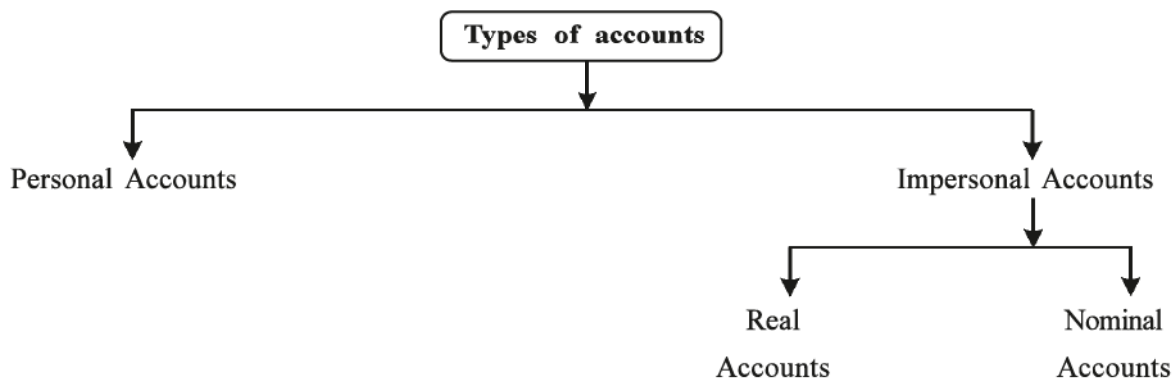 Types of accounts
Personal Accounts
Impersonal Accounts
Real
Accounts
Nominal
Accounts